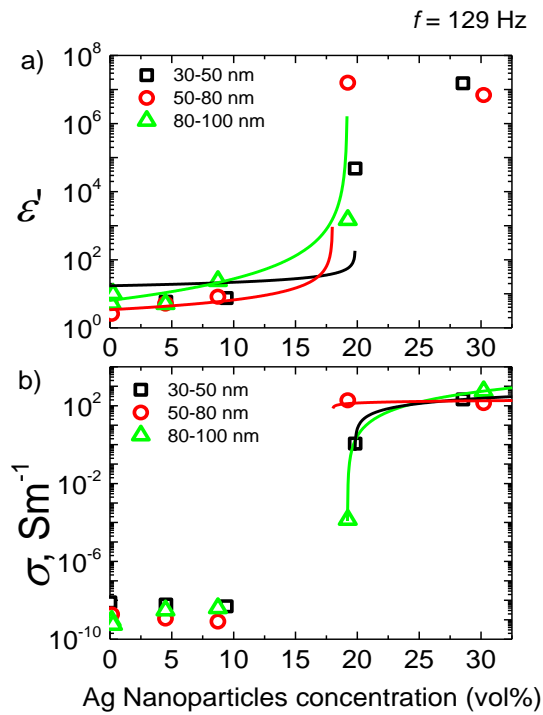 f = 129 Hz
a)
30-50 nm
50-80 nm
80-100 nm
10^8
10^6
10^4
10^2
10^0
ε'
0 5 10 15 20 25 30
b)
30-50 nm
50-80 nm
80-100 nm
10^2
10^-2
10^-6
10^-10
σ, Sm^-1
0 5 10 15 20 25 30
Ag Nanoparticles concentration (vol%)